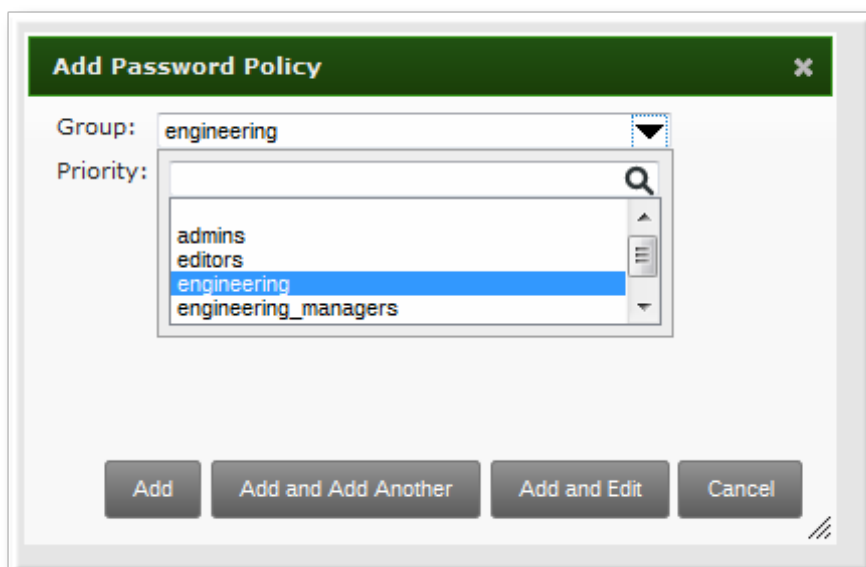 Add Password Policy
Group: engineering
Priority:
admins
editors
engineering
engineering_managers
Add Add and Add Another Add and Edit Cancel